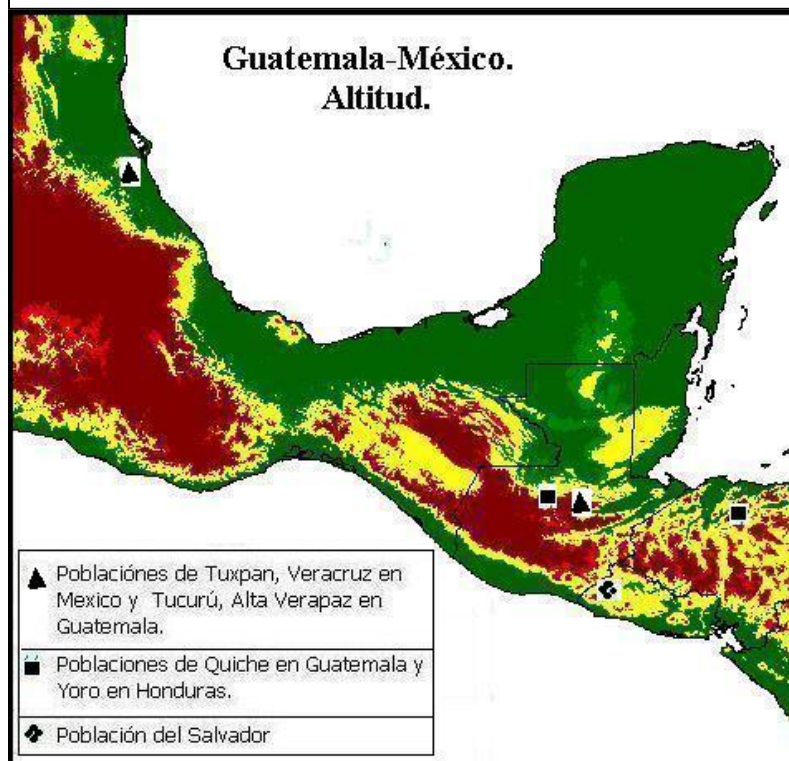 Guatemala-México.
Altitud.
Poblaciónes de Tuxpan, Veracruz en
Mexico y Tucurú, Alta Verapaz en
Guatemala.
Poblaciones de Quiche en Guatemala y
Yoro en Honduras.
Población del Salvador